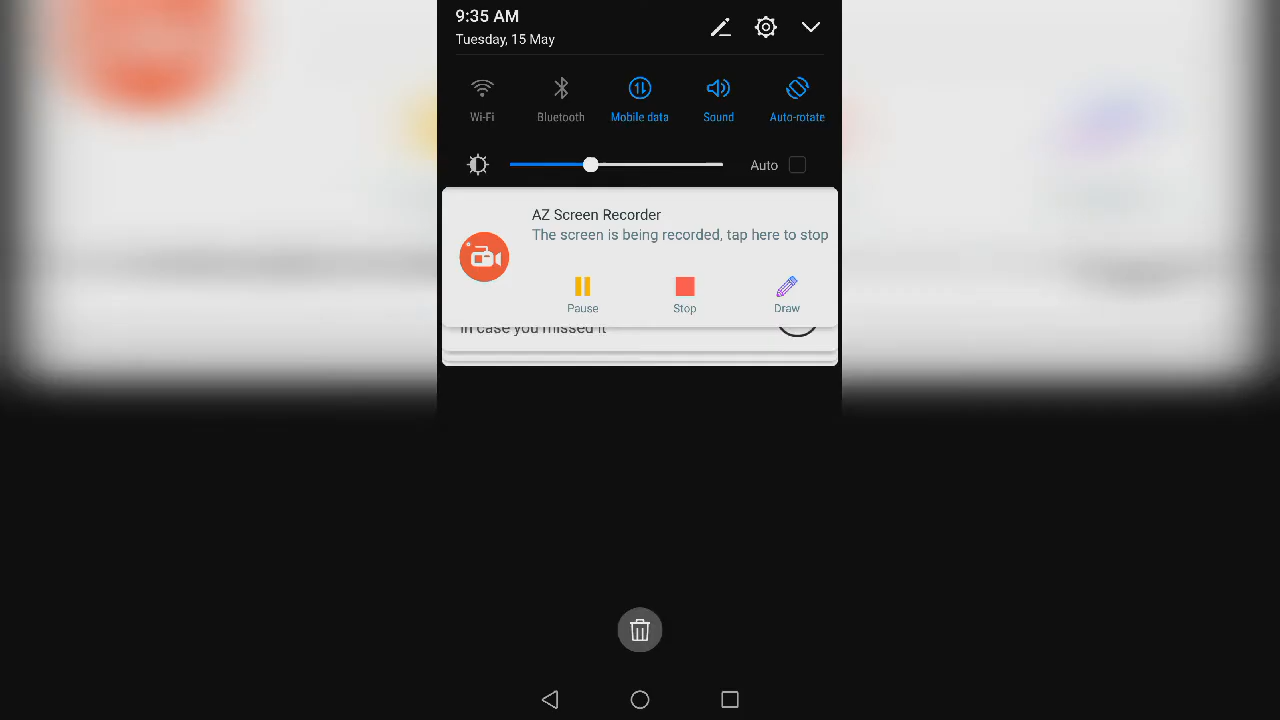 9:35 AM
Tuesday, 15 May
Wi-Fi Bluetooth Mobile data Sound Auto-rotate
Auto
AZ Screen Recorder
The screen is being recorded, tap here to stop
Pause Stop Draw
In case you missed it